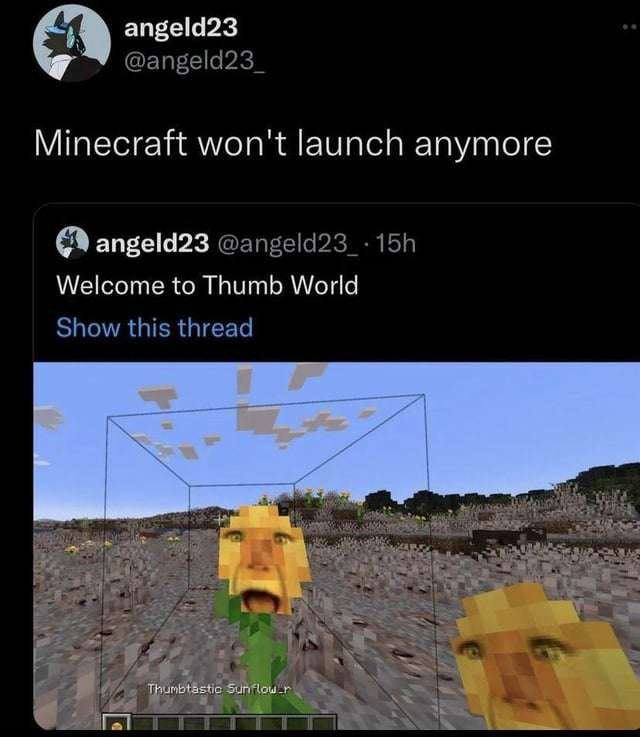 angeld23
@angeld23_
Minecraft won't launch anymore
angeld23 @angeld23_ · 15h
Welcome to Thumb World
Show this thread
Thumbtastic Sunflow_r